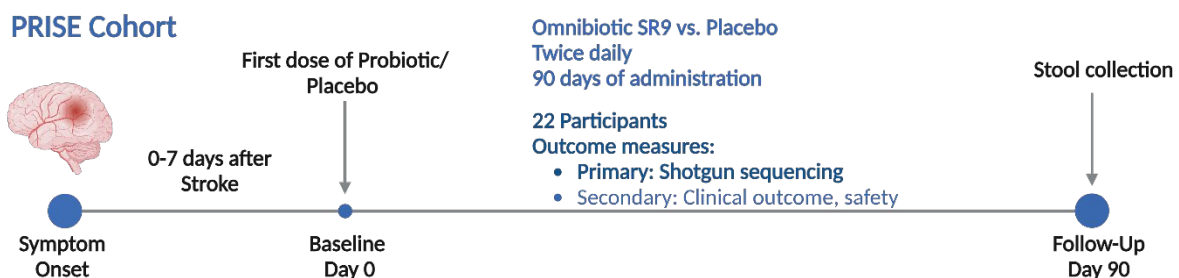 PRISE Cohort
First dose of Probiotic/
Placebo
Omnibiotic SR9 vs. Placebo
Twice daily
90 days of administration
Stool collection
22 Participants
Outcome measures:
• Primary: Shotgun sequencing
• Secondary: Clinical outcome, safety
0-7 days after
Stroke
Symptom
Onset
Baseline
Day 0
Follow-Up
Day 90